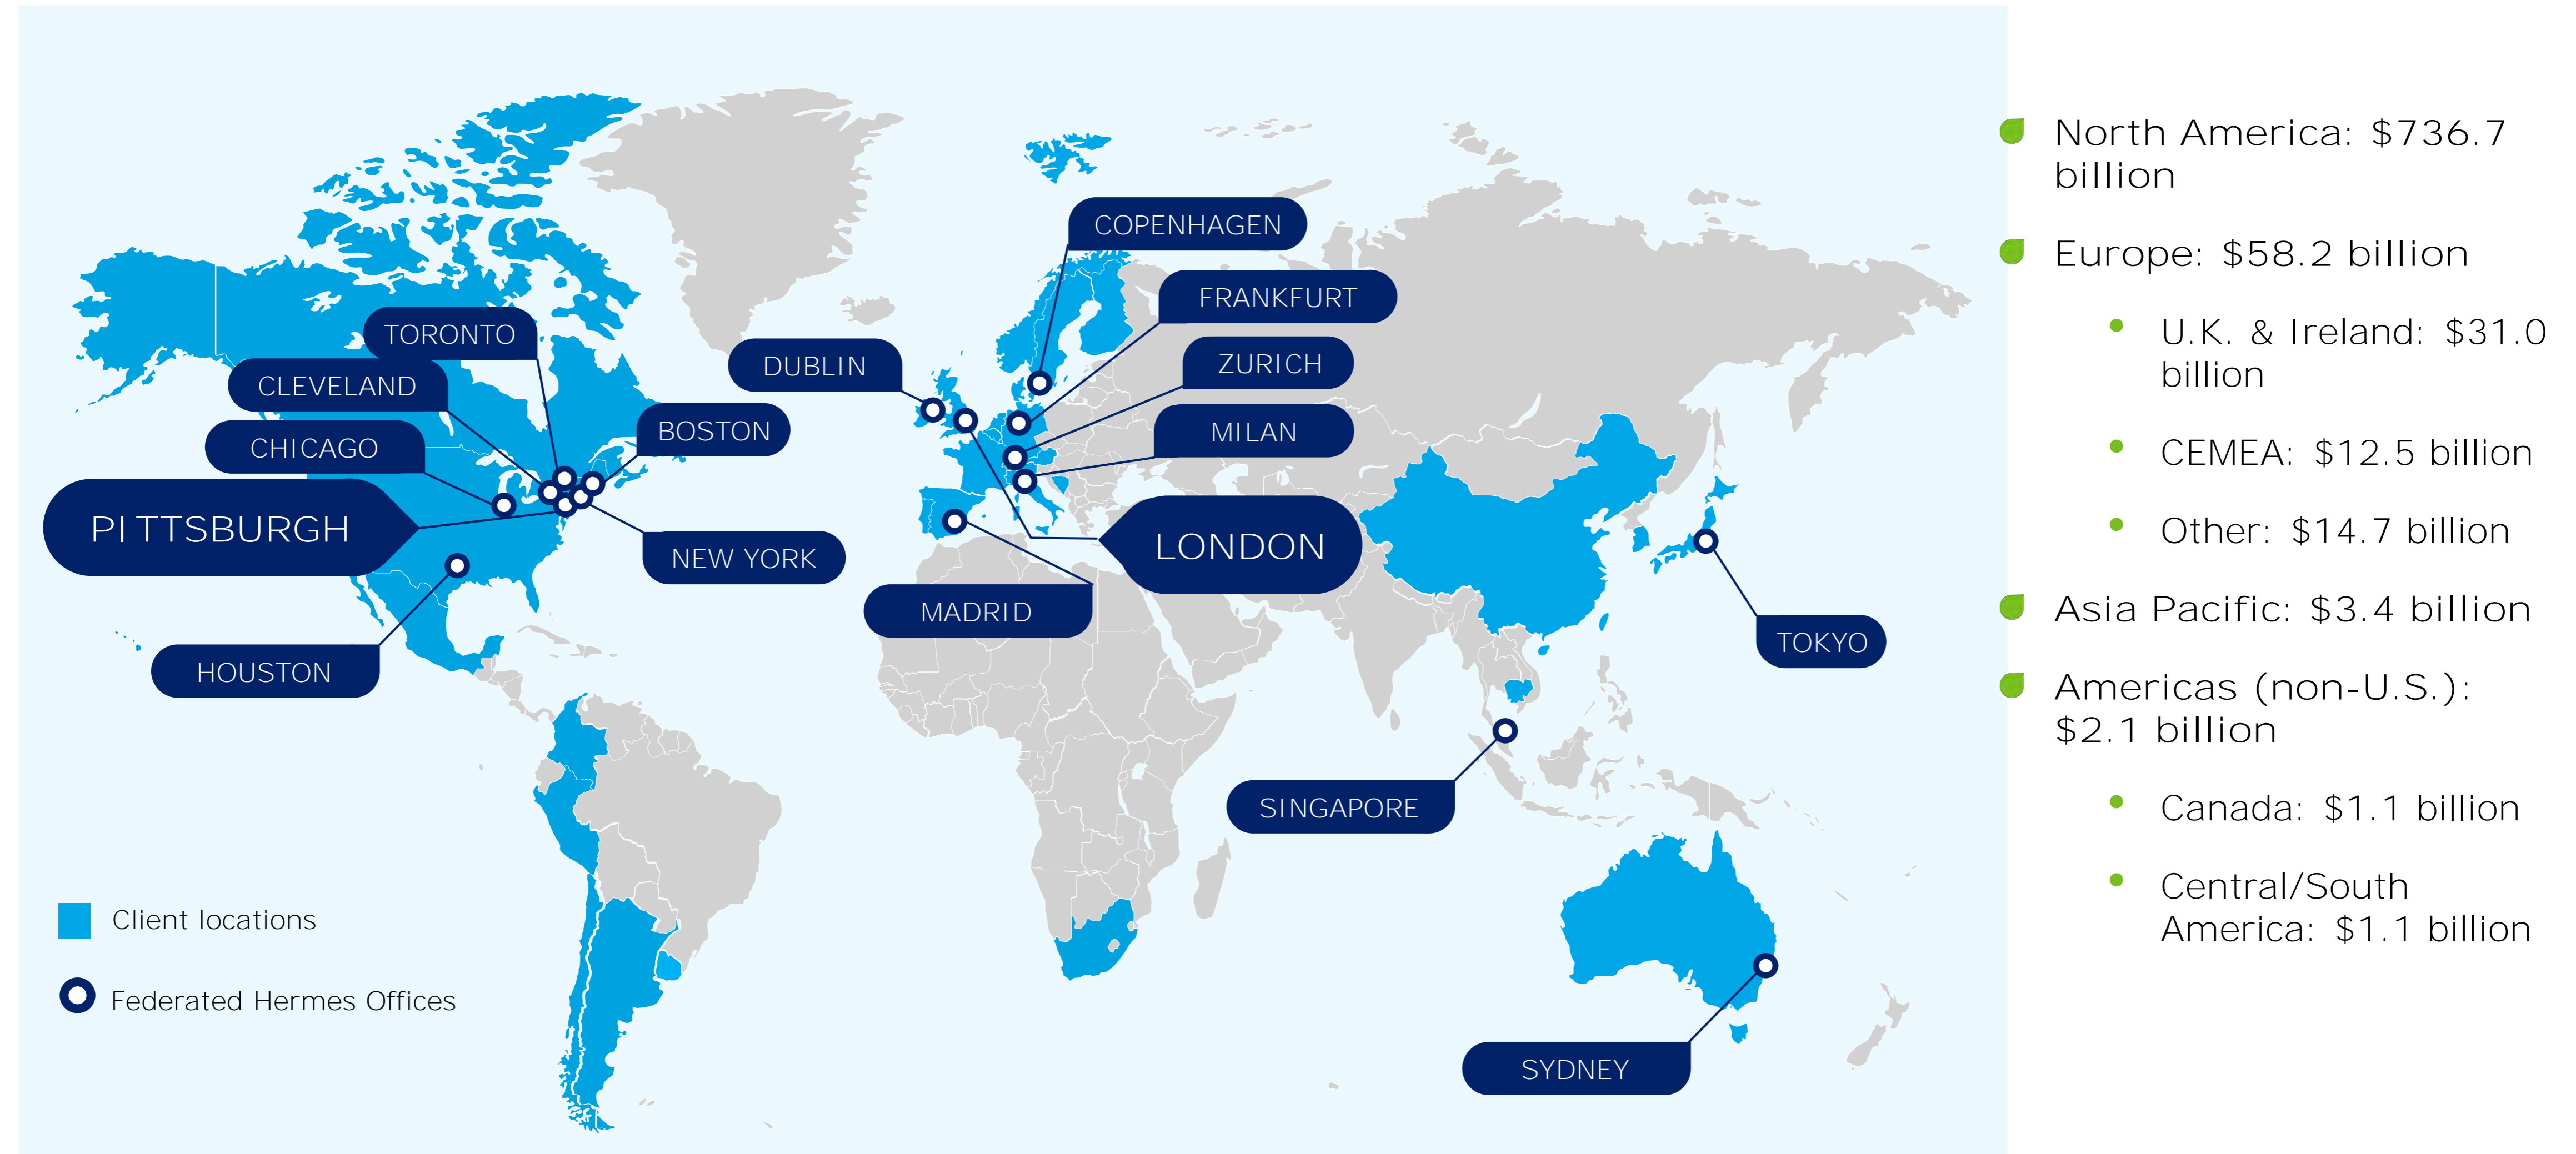 COPENHAGEN
FRANKFURT
TORONTO
DUBLIN
ZURICH
CLEVELAND
BOSTON
MILAN
CHICAGO
PITTSBURGH
LONDON
NEW YORK
MADRID
TOKYO
HOUSTON
SINGAPORE
SYDNEY
Client locations
Federated Hermes Offices
North America: $736.7
billion
Europe: $58.2 billion
U.K. & Ireland: $31.0
billion
CEMEA: $12.5 billion
Other: $14.7 billion
Asia Pacific: $3.4 billion
Americas (non-U.S.):
$2.1 billion
Canada: $1.1 billion
Central/South
America: $1.1 billion